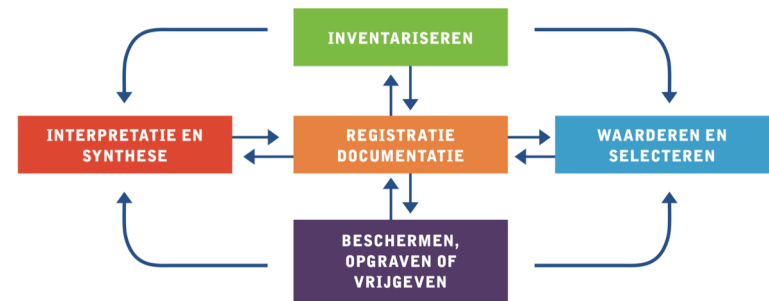 INVENTARISEREN
INTERPRETATIE EN
SYNTHESE
REGISTRATIE
DOCUMENTATIE
WAARDEREN EN
SELECTEREN
BESCHERMEN,
OPGRAVEN OF
VRIJGEVEN